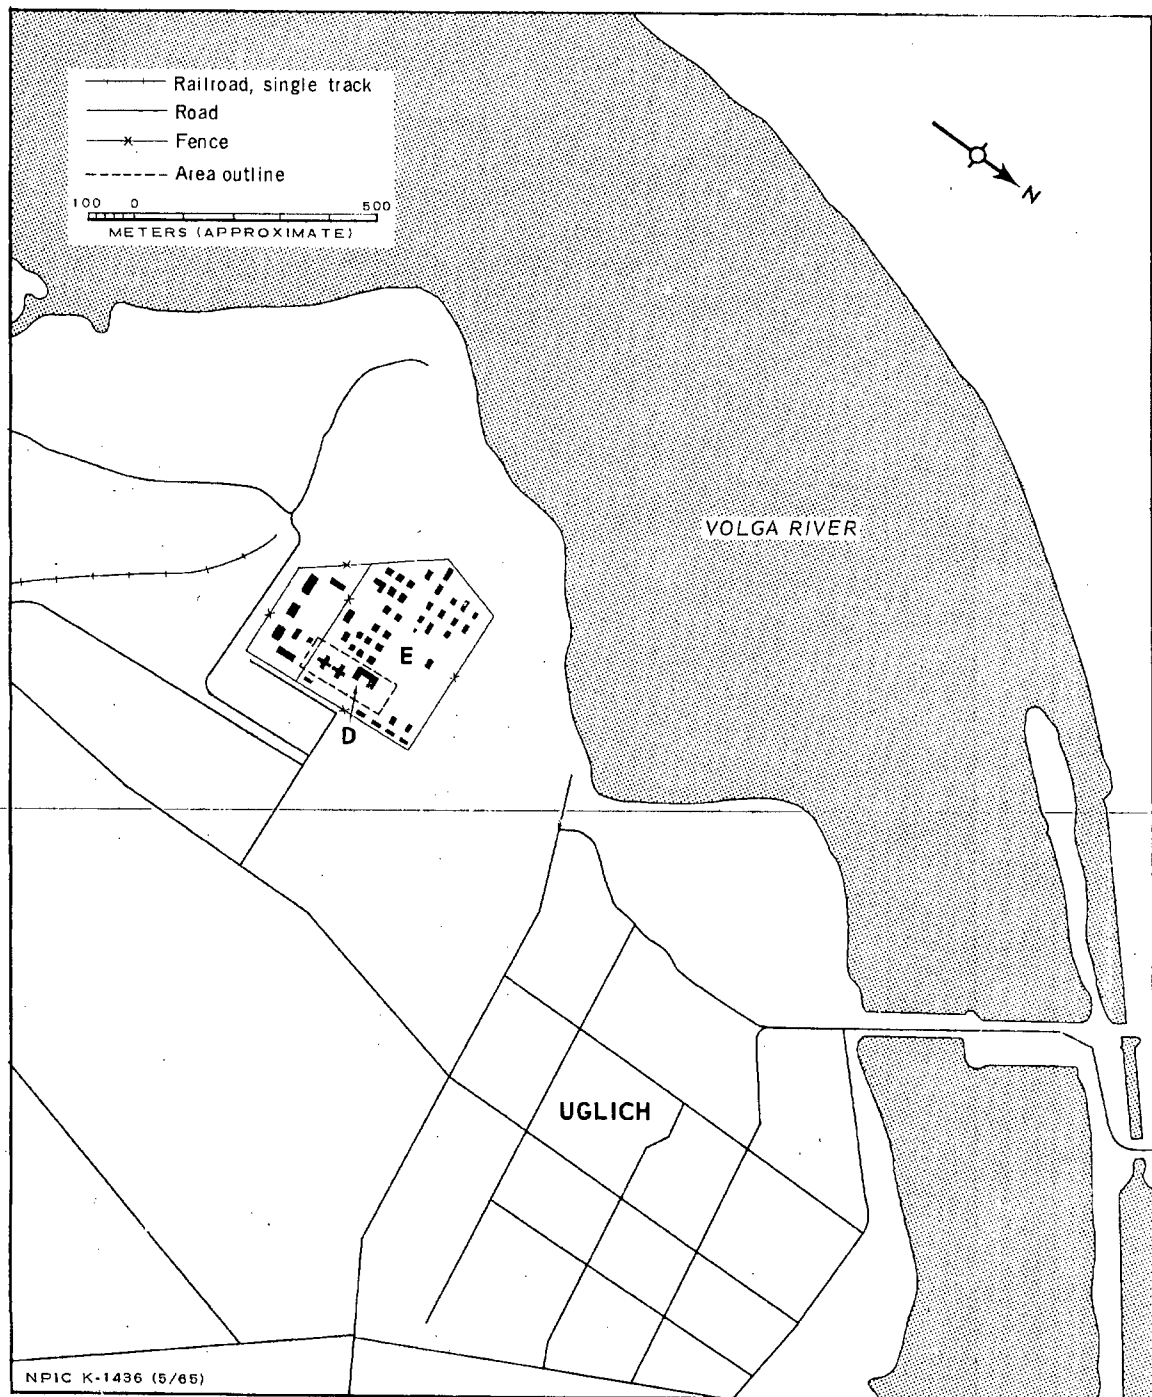 Railroad, single track
Road
Fence
Area outline
100 0 500
METERS (APPROXIMATE)
N
VOLGA RIVER
E
D
UGLICH
NPIC K-1436 (5/65)